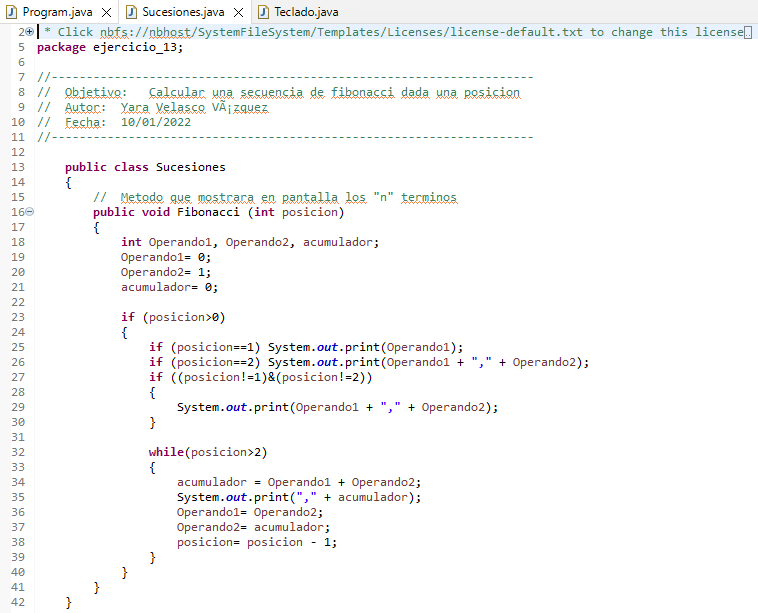 Program.java Sucesiones.java Teclado.java
2 * Click nbfs://nbhost/SystemFileSystem/Templates/Licenses/license-default.txt to change this license
5 package ejercicio_13;
6
7 //---------------------------------------------------------------------
8 //  Objetivo:   Calcular una secuencia de fibonacci dada una posicion
9 //  Autor:  Yara Velasco VÃ¡zquez
10 //  Fecha:  10/01/2022
11 //---------------------------------------------------------------------
12
13     public class Sucesiones
14     {
15         //  Metodo que mostrara en pantalla los "n" terminos
16         public void Fibonacci (int posicion)
17         {
18             int Operando1, Operando2, acumulador;
19             Operando1= 0;
20             Operando2= 1;
21             acumulador= 0;
22
23             if (posicion>0)
24             {
25                 if (posicion==1) System.out.print(Operando1);
26                 if (posicion==2) System.out.print(Operando1 + "," + Operando2);
27                 if ((posicion!=1)&(posicion!=2))
28                 {
29                     System.out.print(Operando1 + "," + Operando2);
30                 }
31
32                 while(posicion>2)
33                 {
34                     acumulador = Operando1 + Operando2;
35                     System.out.print("," + acumulador);
36                     Operando1= Operando2;
37                     Operando2= acumulador;
38                     posicion= posicion - 1;
39                 }
40             }
41         }
42     }